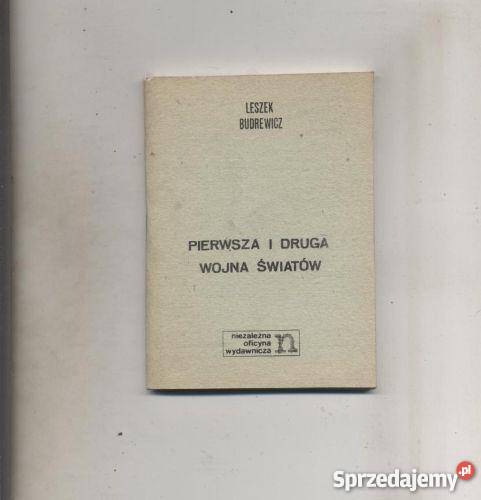 LESZEK
BUDREWICZ
PIERWSZA I DRUGA
WOJNA ŚWIATÓW
niezależna
oficyna
wydawnicza
n
Sprzedajemy.pl